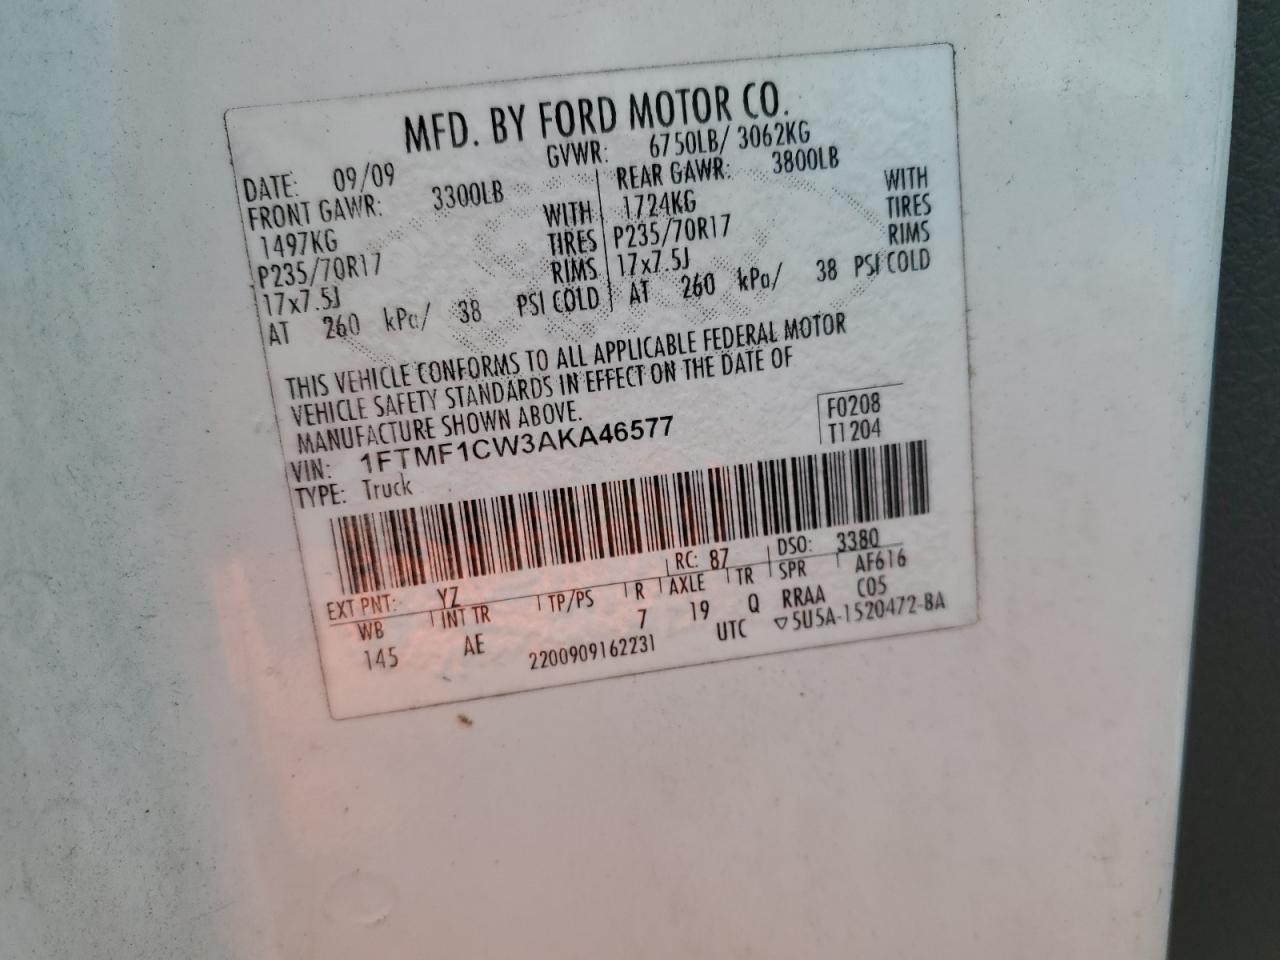 MFD. BY FORD MOTOR CO.
DATE: 09/09 GVWR: 6750LB/ 3062KG
FRONT GAWR: 3300LB REAR GAWR: 3800LB
1497KG WITH 1724KG WITH
P235/70R17 TIRES P235/70R17 TIRES
17x7.5J RIMS 17x7.5J RIMS
AT 260 kPa/ 38 PSI COLD AT 260 kPa/ 38 PSI COLD
THIS VEHICLE CONFORMS TO ALL APPLICABLE FEDERAL MOTOR
VEHICLE SAFETY STANDARDS IN EFFECT ON THE DATE OF
MANUFACTURE SHOWN ABOVE.
VIN: 1FTMF1CW3AKA46577 F0208
TYPE: Truck T1204
EXT PNT: YZ RC: 87 DSO: 3380
WB INT TR TP/PS R AXLE TR SPR AF616
145 AE 7 19 Q RRAA C05
2200909162231 UTC ▽5U5A-1520472-BA